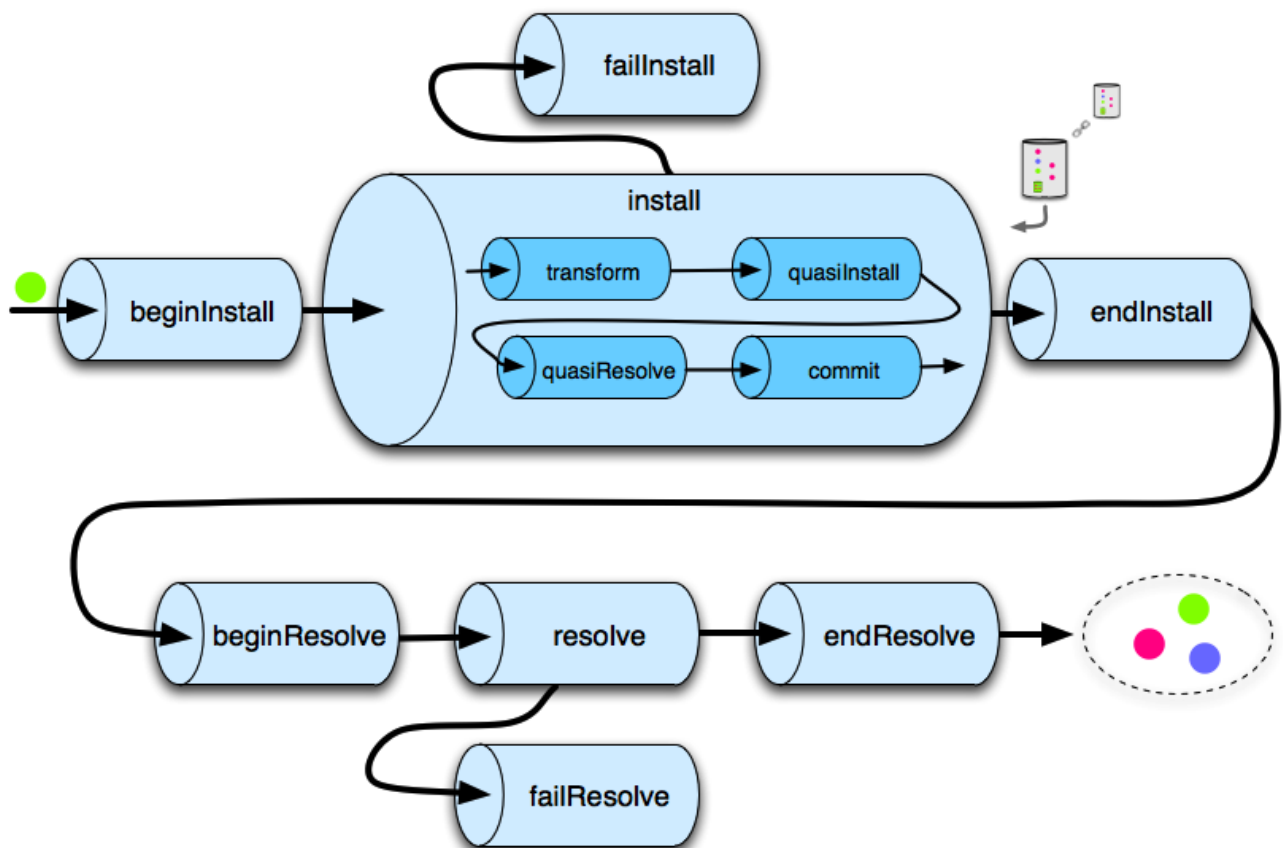 failInstall
install
transform
quasiInstall
beginInstall
endInstall
quasiResolve
commit
beginResolve
resolve
endResolve
failResolve